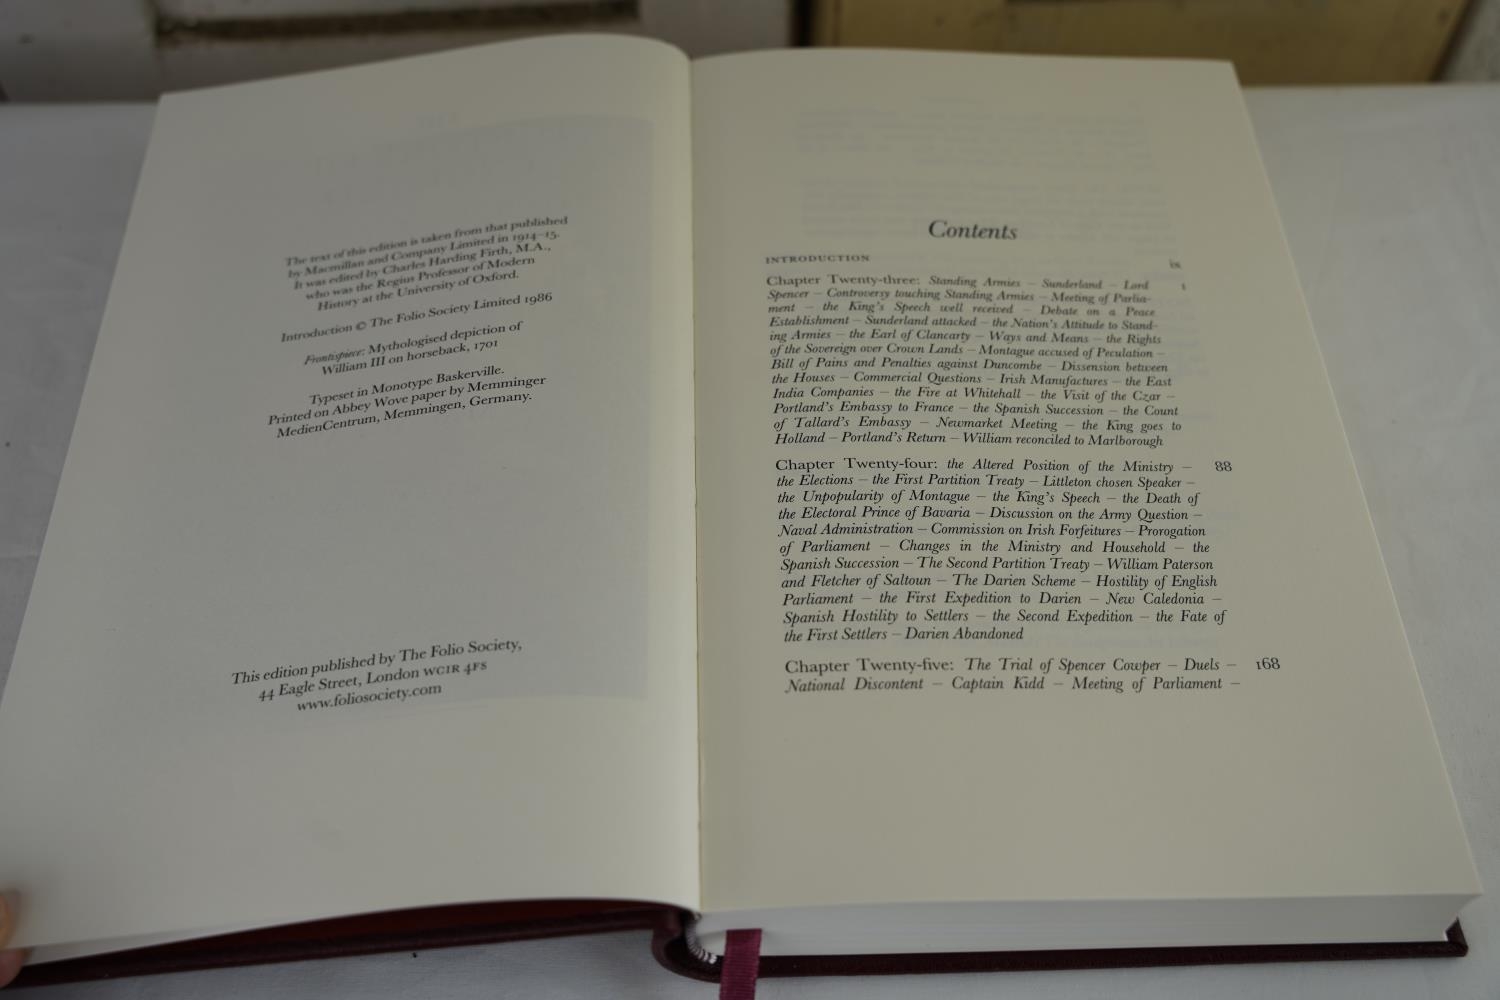 The text of this edition is taken from that published
by Macmillan and Company Limited in 1914–15.
It was edited by Charles Harding Firth, M.A.,
who was the Regius Professor of Modern
History at the University of Oxford.
Introduction © The Folio Society Limited 1986
Frontispiece: Mythologised depiction of
William III on horseback, 1701
Typeset in Monotype Baskerville.
Printed on Abbey Wove paper by Memminger
MedienCentrum, Memmingen, Germany.
This edition published by The Folio Society,
44 Eagle Street, London WC1R 4FS
www.foliosociety.com
Contents
INTRODUCTION ix
Chapter Twenty-three: Standing Armies – Sunderland – Lord 1
Spencer – Controversy touching Standing Armies – Meeting of Parlia-
ment – the King's Speech well received – Debate on a Peace
Establishment – Sunderland attacked – the Nation's Attitude to Stand-
ing Armies – the Earl of Clancarty – Ways and Means – the Rights
of the Sovereign over Crown Lands – Montague accused of Peculation –
Bill of Pains and Penalties against Duncombe – Dissension between
the Houses – Commercial Questions – Irish Manufactures – the East
India Companies – the Fire at Whitehall – the Visit of the Czar –
Portland's Embassy to France – the Spanish Succession – the Count
of Tallard's Embassy – Newmarket Meeting – the King goes to
Holland – Portland's Return – William reconciled to Marlborough
Chapter Twenty-four: the Altered Position of the Ministry – 88
the Elections – the First Partition Treaty – Littleton chosen Speaker –
the Unpopularity of Montague – the King's Speech – the Death of
the Electoral Prince of Bavaria – Discussion on the Army Question –
Naval Administration – Commission on Irish Forfeitures – Prorogation
of Parliament – Changes in the Ministry and Household – the
Spanish Succession – The Second Partition Treaty – William Paterson
and Fletcher of Saltoun – The Darien Scheme – Hostility of English
Parliament – the First Expedition to Darien – New Caledonia –
Spanish Hostility to Settlers – the Second Expedition – the Fate of
the First Settlers – Darien Abandoned
Chapter Twenty-five: The Trial of Spencer Cowper – Duels – 168
National Discontent – Captain Kidd – Meeting of Parliament –